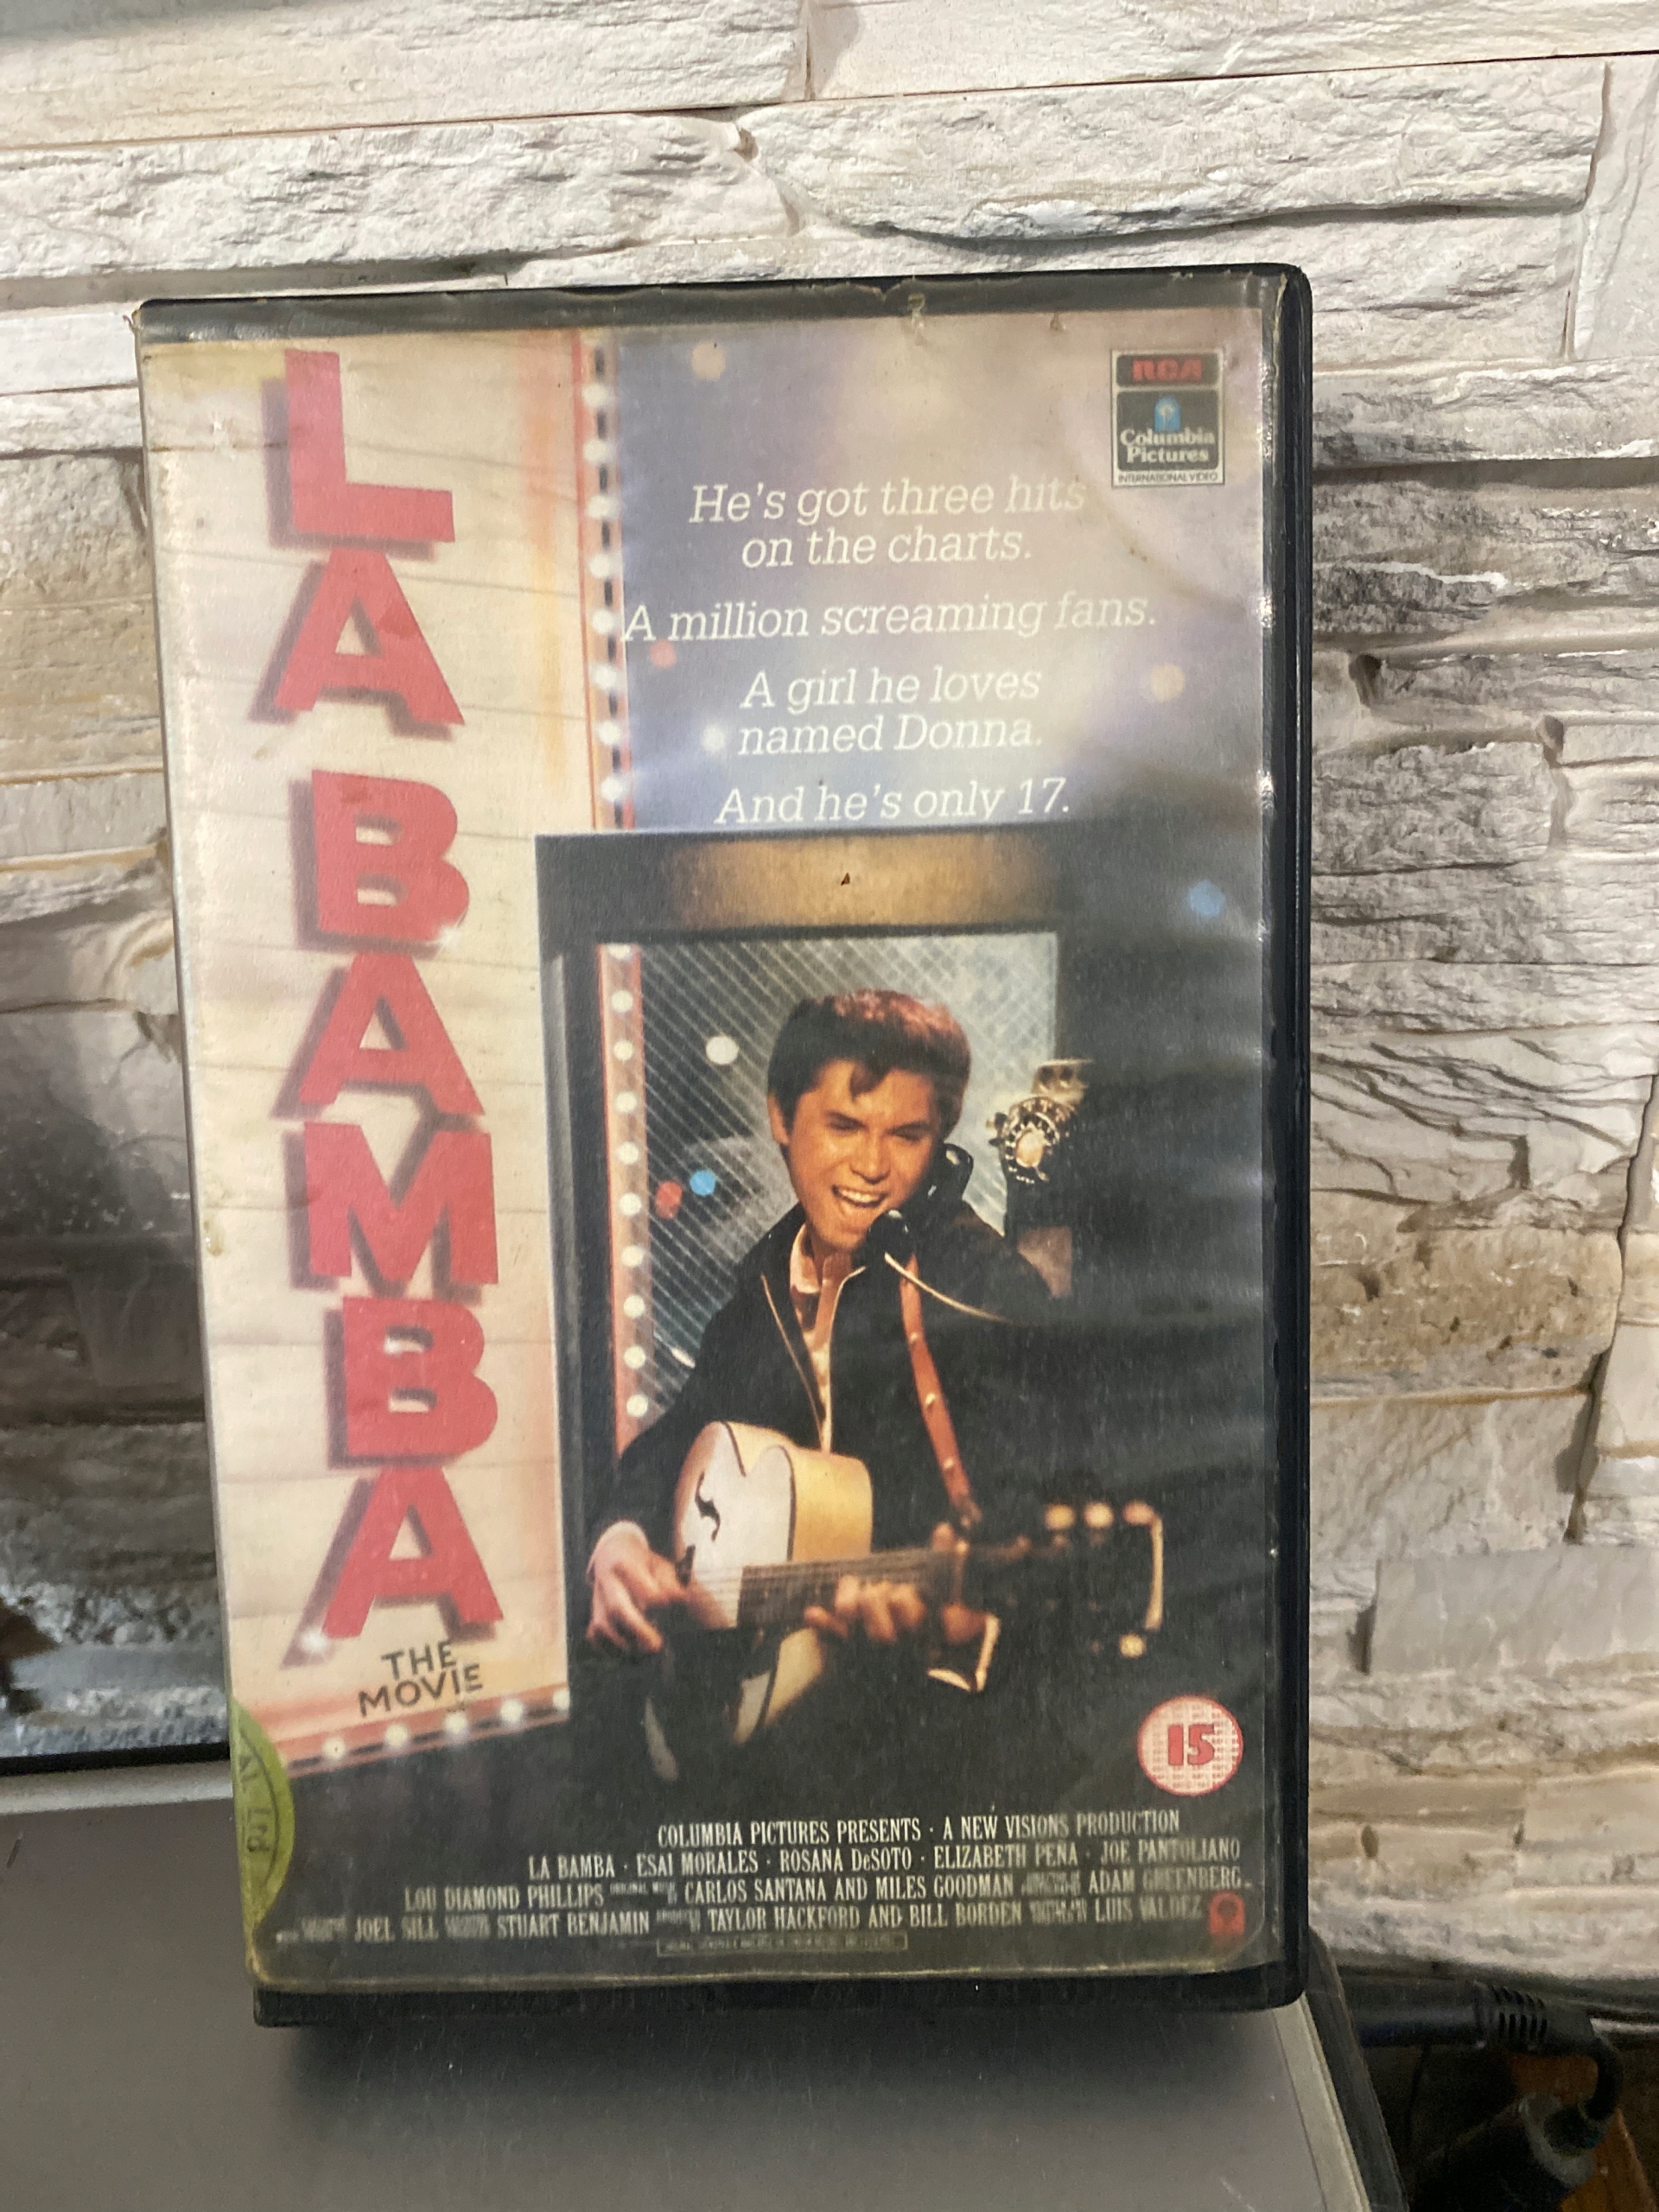 LA BAMBA
THE
MOVIE
RCA
Columbia
Pictures
INTERNATIONAL VIDEO
He's got three hits
on the charts.
A million screaming fans.
A girl he loves
named Donna.
And he's only 17.
15
COLUMBIA PICTURES PRESENTS · A NEW VISIONS PRODUCTION
LA BAMBA · ESAI MORALES · ROSANA DeSOTO · ELIZABETH PEÑA · JOE PANTOLIANO
LOU DIAMOND PHILLIPS CARLOS SANTANA AND MILES GOODMAN ADAM GREENBERG
JOEL SILL STUART BENJAMIN TAYLOR HACKFORD AND BILL BORDEN LUIS VALDEZ